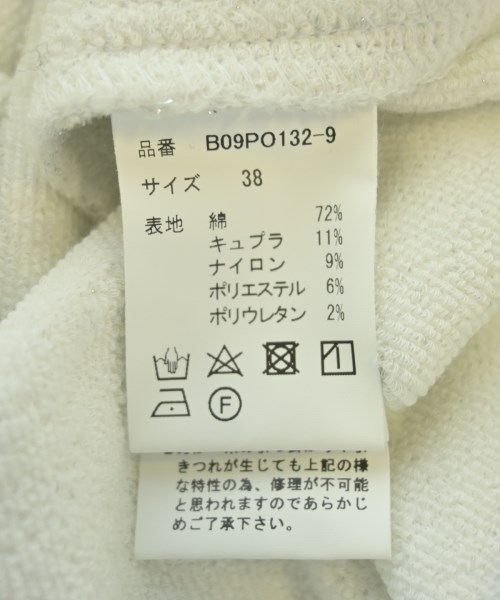 品番 B09PO132-9
サイズ 38
表地 綿 72%
キュプラ 11%
ナイロン 9%
ポリエステル 6%
ポリウレタン 2%
F
きつれが生じても上記の様
な特性の為、修理が不可能
と思われますのであらかじ
めご了承下さい。